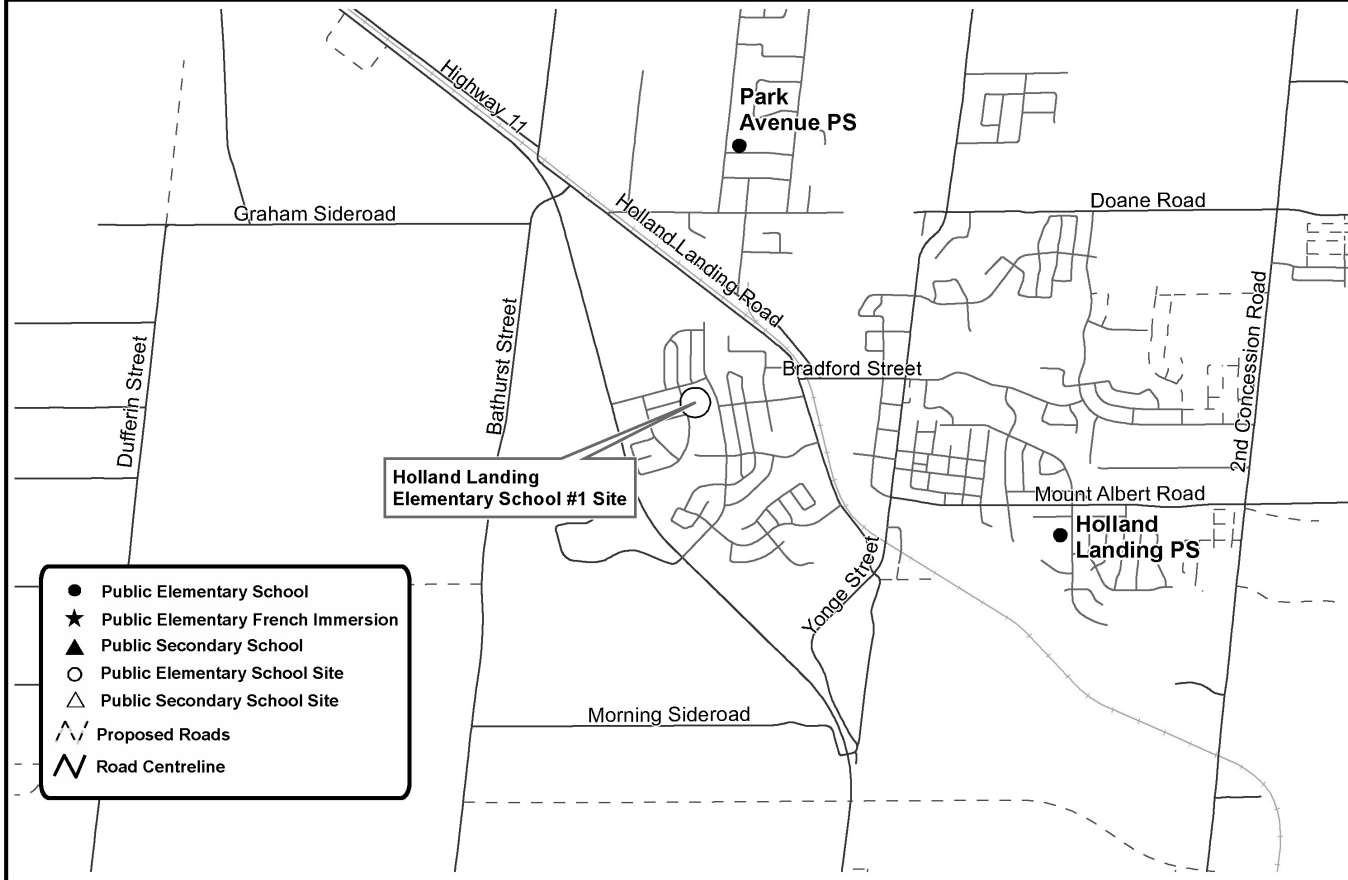 Highway 11
Park
Avenue PS
Holland Landing Road
Graham Sideroad
Doane Road
Dufferin Street
Bathurst Street
Bradford Street
2nd Concession Road
Holland Landing
Elementary School #1 Site
Mount Albert Road
Holland
Landing PS
Yonge Street
Morning Sideroad
Public Elementary School
Public Elementary French Immersion
Public Secondary School
Public Elementary School Site
Public Secondary School Site
Proposed Roads
Road Centreline